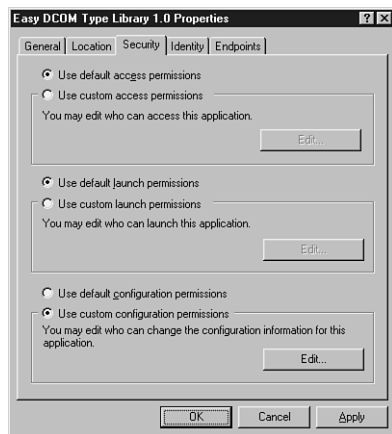 Easy DCOM Type Library 1.0 Properties
General Location Security Identity Endpoints
Use default access permissions
Use custom access permissions
You may edit who can access this application.
Edit...
Use default launch permissions
Use custom launch permissions
You may edit who can launch this application.
Edit...
Use default configuration permissions
Use custom configuration permissions
You may edit who can change the configuration information for this
application.
Edit...
OK Cancel Apply